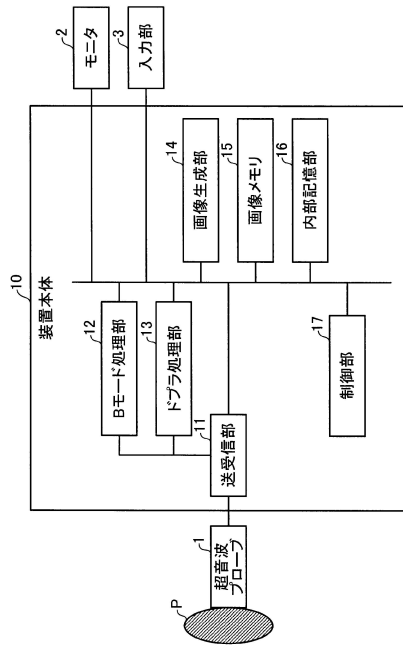 10
装置本体
2
モニタ
3
入力部
12
Bモード処理部
13
ドプラ処理部
14
画像生成部
15
画像メモリ
16
内部記憶部
11
送受信部
17
制御部
1
超音波
プローブ
P